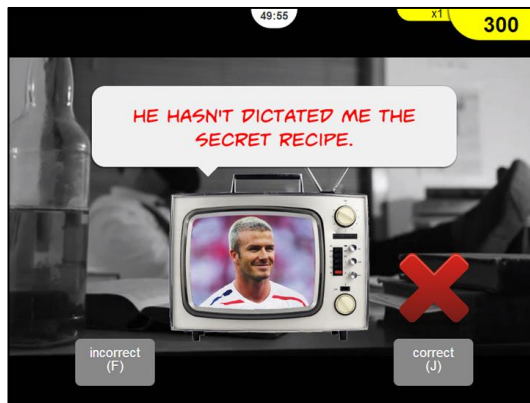 49:55
x1
300
HE HASN'T DICTATED ME THE
SECRET RECIPE.
incorrect
(F)
correct
(J)